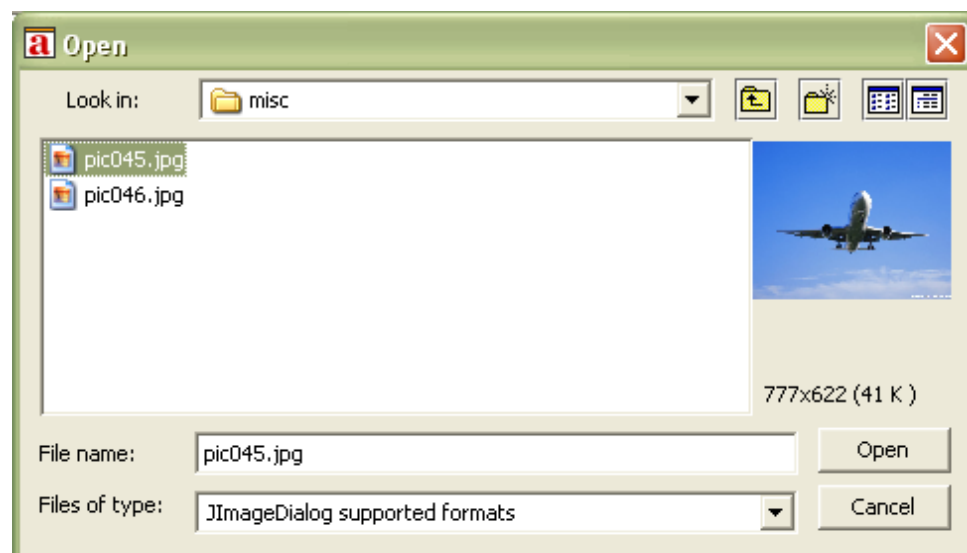 a Open
Look in: misc
pic045.jpg
pic046.jpg
777x622 (41 K )
File name: pic045.jpg Open
Files of type: JImageDialog supported formats Cancel